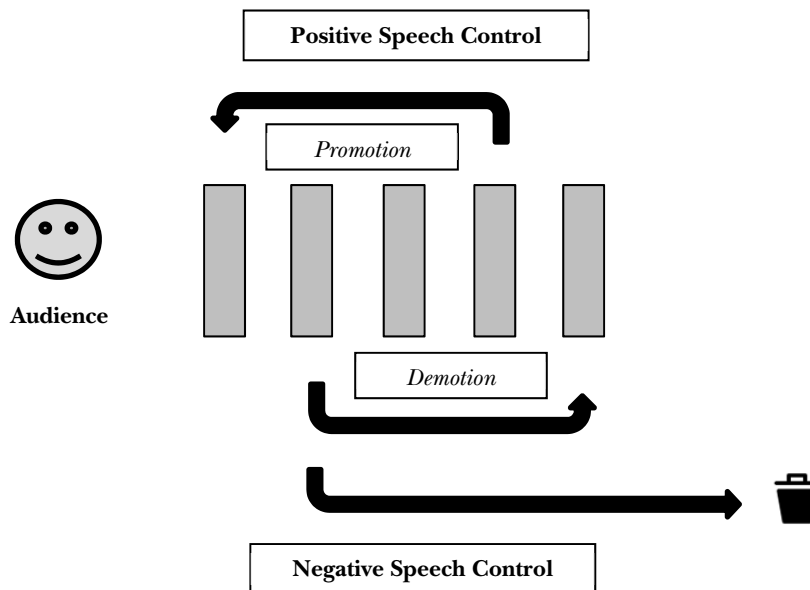 Positive Speech Control
Promotion
Audience
Demotion
Negative Speech Control